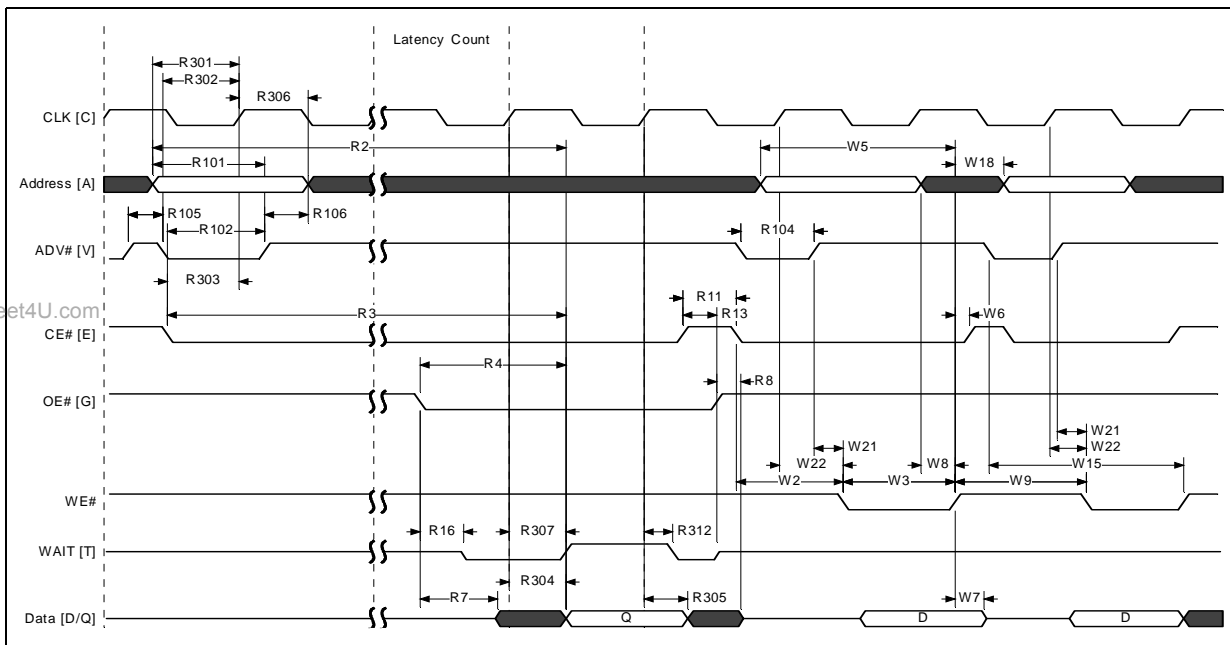 Latency Count
R301
R302
R306
CLK [C]
R2
W5
R101
W18
Address [A]
R105
R106
R102
R104
ADV# [V]
R303
R11
et4U.com
R3
R13
W6
CE# [E]
R4
R8
OE# [G]
W21
W21
W22
W22
W8
W15
W2
W3
W9
WE#
R16
R307
R312
WAIT [T]
R304
R7
R305
W7
Data [D/Q]
Q
D
D